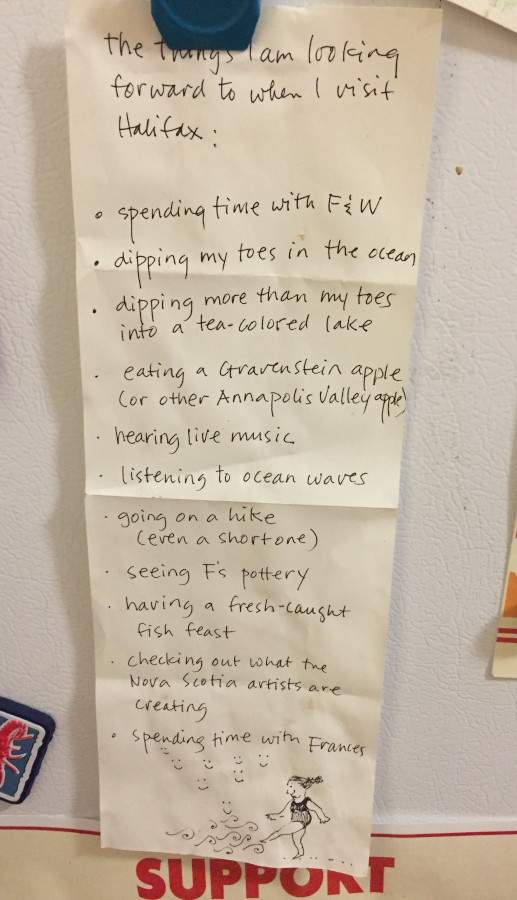 the things I am looking
forward to when I visit
Halifax:
• spending time with F & W
• dipping my toes in the ocean
• dipping more than my toes
into a tea-colored lake
· eating a Gravenstein apple
(or other Annapolis Valley apple)
· hearing live music
· listening to ocean waves
· going on a hike
(even a short one)
· seeing F's pottery
· having a fresh-caught
fish feast
· checking out what the
Nova Scotia artists are
creating
• spending time with Frances
SUPPORT